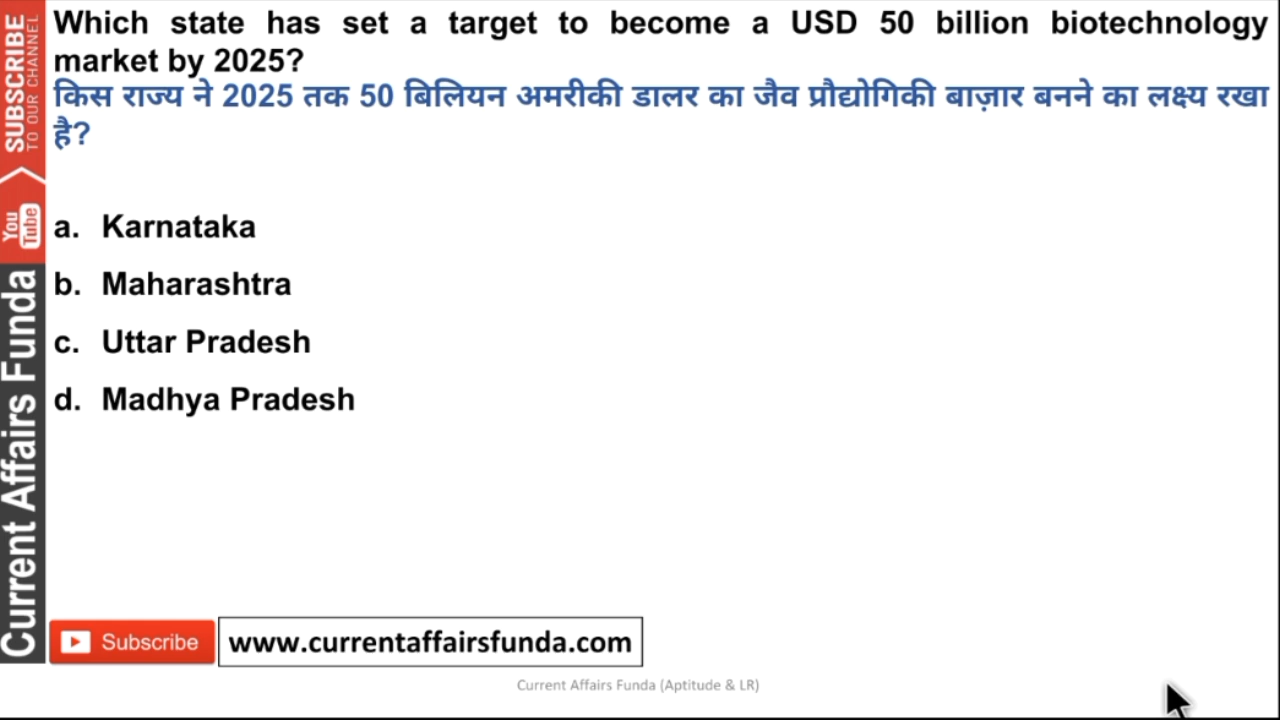 Which state has set a target to become a USD 50 billion biotechnology
market by 2025?
किस राज्य ने 2025 तक 50 बिलियन अमरीकी डालर का जैव प्रौद्योगिकी बाज़ार बनने का लक्ष्य रखा
है?
a. Karnataka
b. Maharashtra
c. Uttar Pradesh
d. Madhya Pradesh
SUBSCRIBE
TO OUR CHANNEL
You
Tube
Current Affairs Funda
Subscribe
www.currentaffairsfunda.com
Current Affairs Funda (Aptitude & LR)